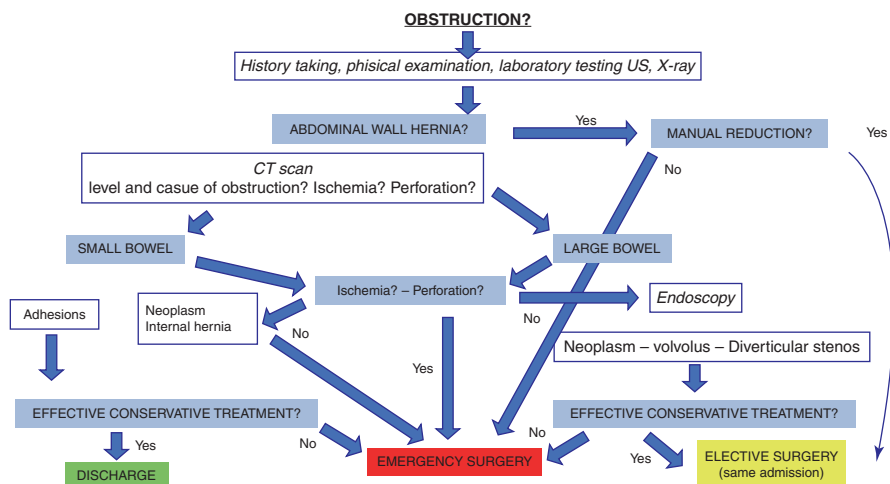 OBSTRUCTION?
History taking, phisical examination, laboratory testing US, X-ray
ABDOMINAL WALL HERNIA?
Yes
MANUAL REDUCTION?
Yes
CT scan
level and casue of obstruction? Ischemia? Perforation?
No
SMALL BOWEL
LARGE BOWEL
Ischemia? – Perforation?
Endoscopy
Adhesions
Neoplasm
Internal hernia
No
No
Yes
Neoplasm – volvolus – Diverticular stenos
EFFECTIVE CONSERVATIVE TREATMENT?
EFFECTIVE CONSERVATIVE TREATMENT?
Yes
No
No
Yes
DISCHARGE
EMERGENCY SURGERY
ELECTIVE SURGERY
(same admission)